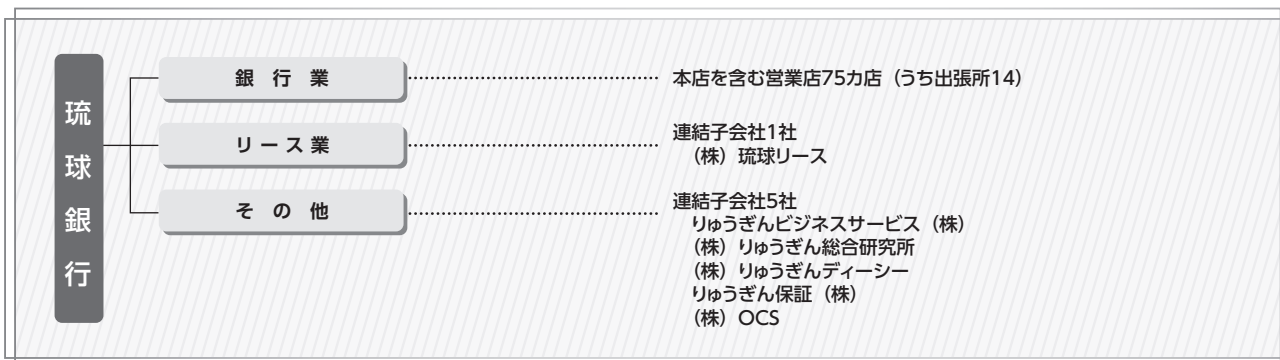 琉球銀行
銀行業
本店を含む営業店75カ店（うち出張所14）
リース業
連結子会社1社
（株）琉球リース
その他
連結子会社5社
りゅうぎんビジネスサービス（株）
（株）りゅうぎん総合研究所
（株）りゅうぎんディーシー
りゅうぎん保証（株）
（株）OCS